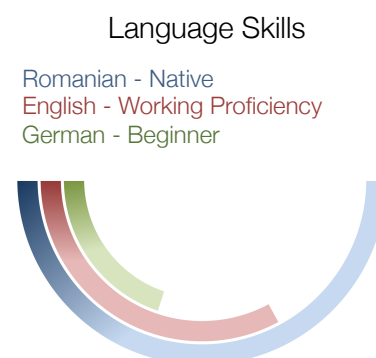 Language Skills
Romanian - Native
English - Working Proficiency
German - Beginner